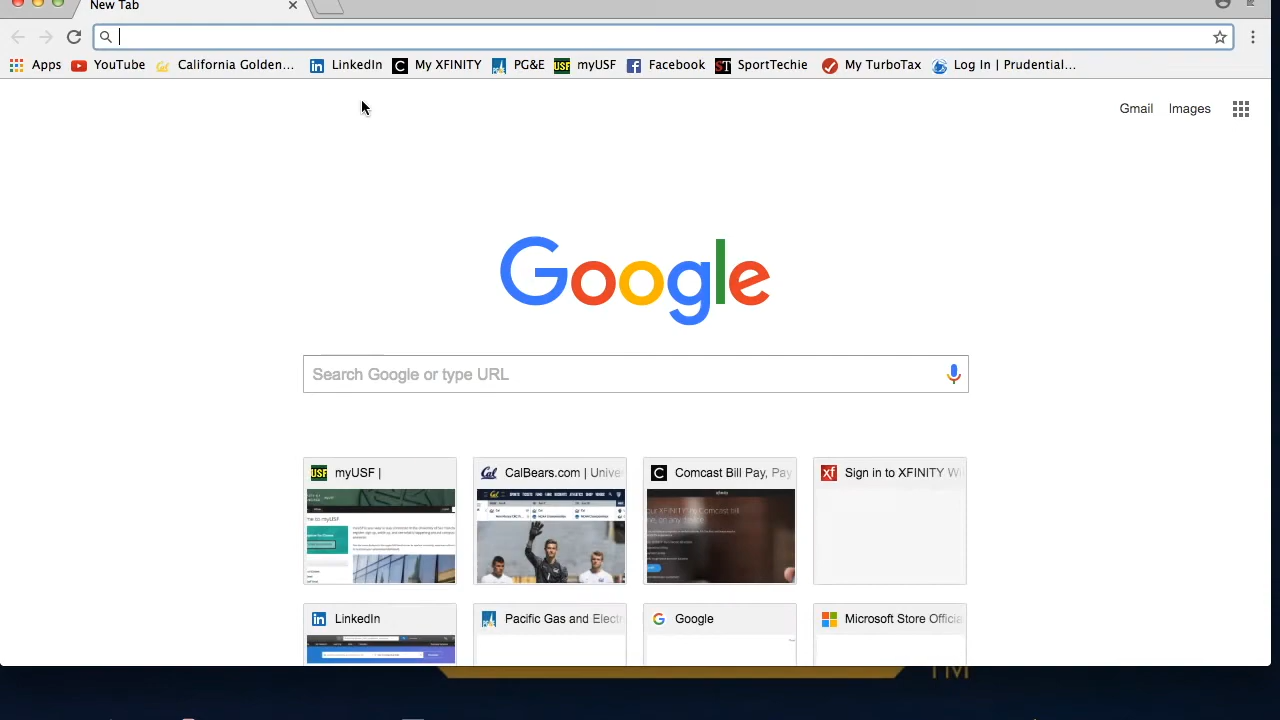 New Tab
Apps YouTube California Golden... LinkedIn My XFINITY PG&E myUSF Facebook SportTechie My TurboTax Log In | Prudential...
Gmail Images
Google
Search Google or type URL
myUSF | CalBears.com | Unive Comcast Bill Pay, Pay Sign in to XFINITY Wi
LinkedIn Pacific Gas and Electr Google Microsoft Store Officia
TM